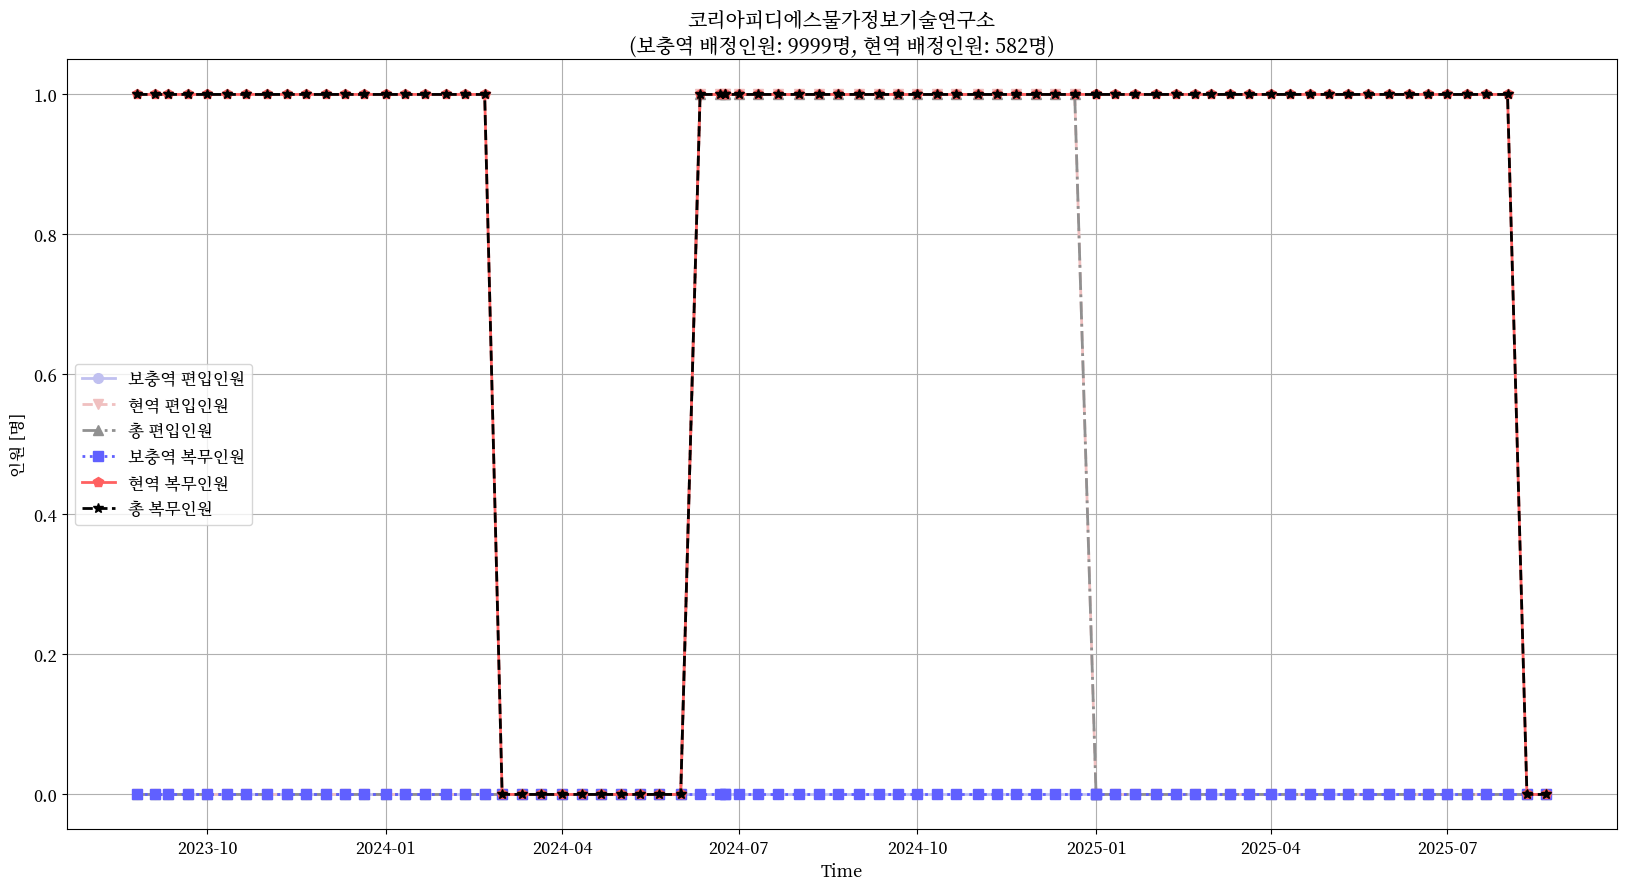 코리아피디에스물가정보기술연구소
(보충역 배정인원: 9999명, 현역 배정인원: 582명)
1.0
0.8
0.6
0.4
0.2
0.0
인원 [명]
보충역 편입인원
현역 편입인원
총 편입인원
보충역 복무인원
현역 복무인원
총 복무인원
2023-10
2024-01
2024-04
2024-07
2024-10
2025-01
2025-04
2025-07
Time